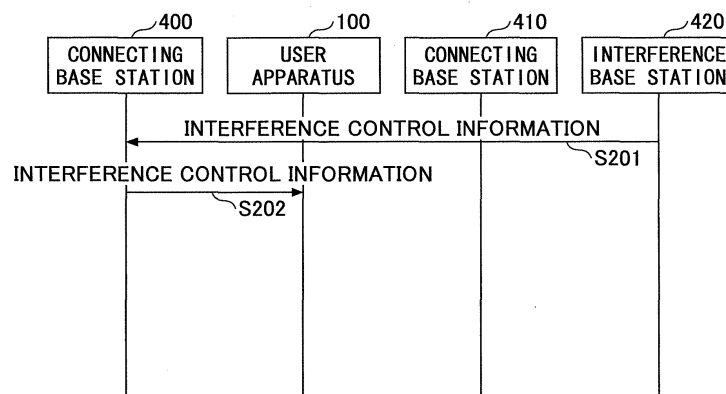 400
100
410
420
CONNECTING
BASE STATION
USER
APPARATUS
CONNECTING
BASE STATION
INTERFERENCE
BASE STATION
INTERFERENCE CONTROL INFORMATION
S201
INTERFERENCE CONTROL INFORMATION
S202